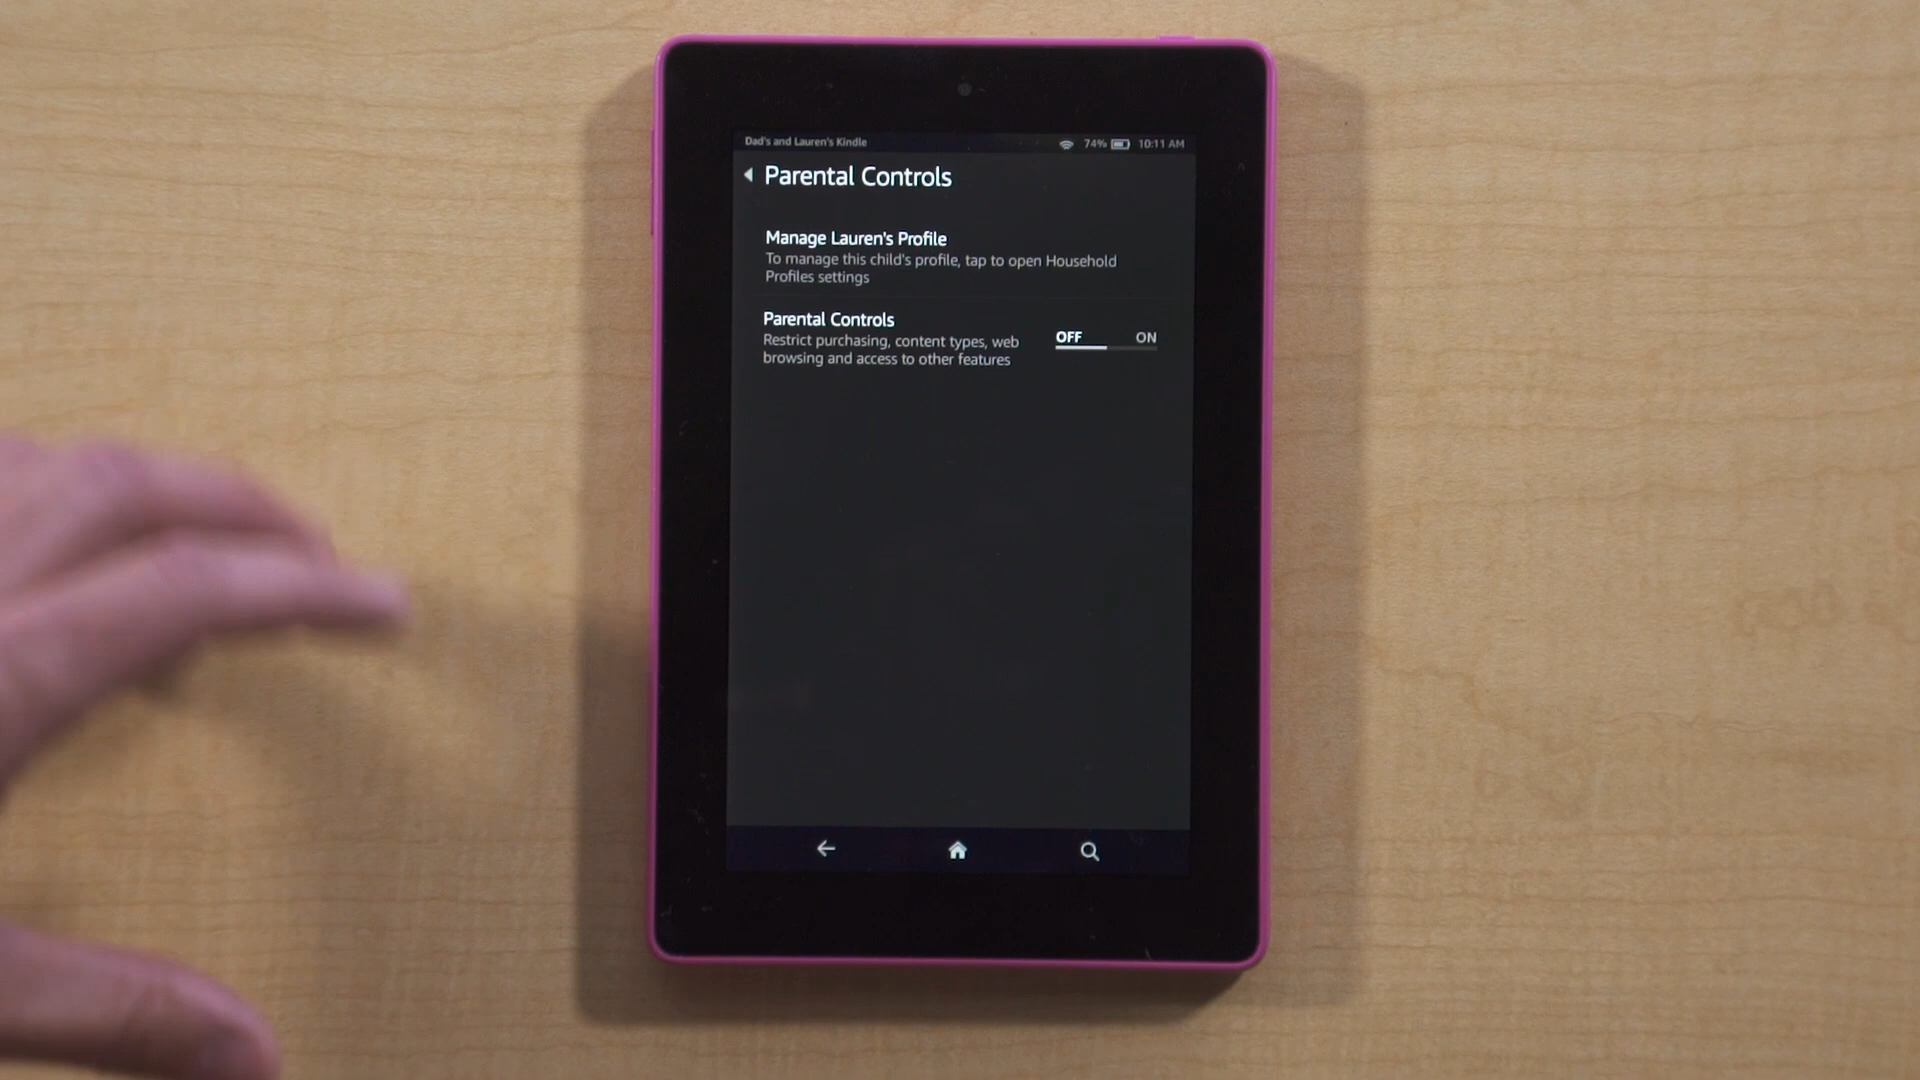 Dad's and Lauren's Kindle 74% 10:11 AM
Parental Controls
Manage Lauren's Profile
To manage this child's profile, tap to open Household
Profiles settings
Parental Controls
Restrict purchasing, content types, web
browsing and access to other features
OFF ON